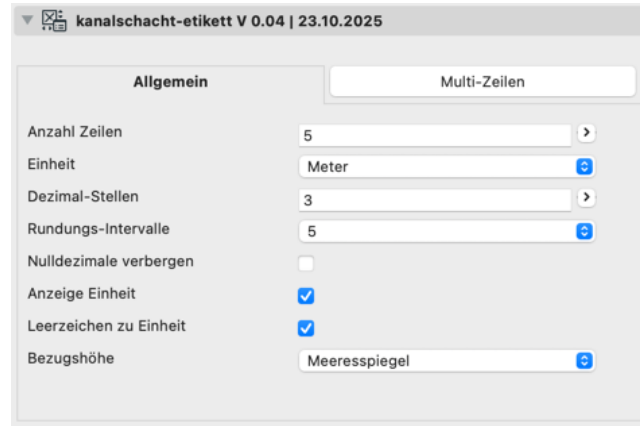 kanalschacht-etikett V 0.04 | 23.10.2025
Allgemein Multi-Zeilen
Anzahl Zeilen 5
Einheit Meter
Dezimal-Stellen 3
Rundungs-Intervalle 5
Nulldezimale verbergen
Anzeige Einheit
Leerzeichen zu Einheit
Bezugshöhe Meeresspiegel